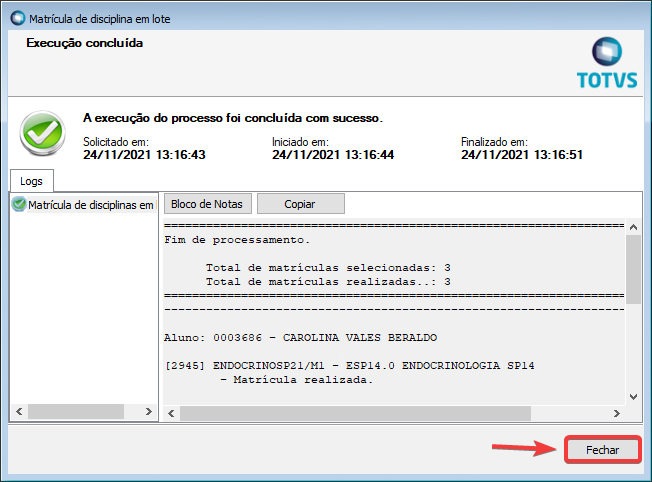 Matrícula de disciplina em lote
Execução concluída
TOTVS
A execução do processo foi concluída com sucesso.
Solicitado em: Iniciado em: Finalizado em:
24/11/2021 13:16:43 24/11/2021 13:16:44 24/11/2021 13:16:51
Logs
Matrícula de disciplinas em l
Bloco de Notas Copiar
==========================================================
Fim de processamento.
Total de matrículas selecionadas: 3
Total de matrículas realizadas..: 3
==========================================================
----------------------------------------------------------
Aluno: 0003686 - CAROLINA VALES BERALDO
[2945] ENDOCRINOSP21/M1 - ESP14.0 ENDOCRINOLOGIA SP14
- Matrícula realizada.
Fechar